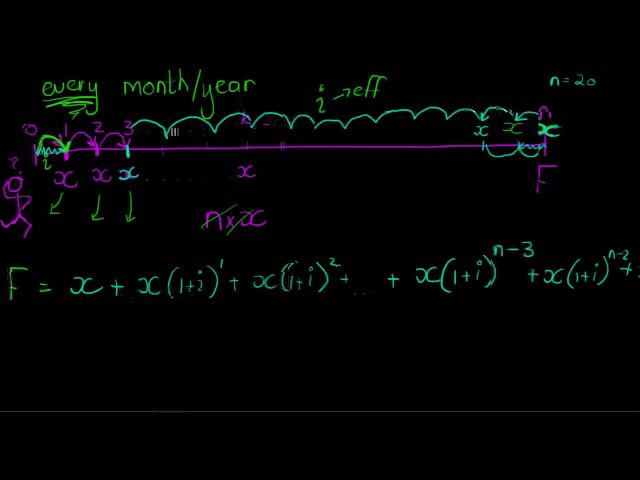 every month/year
i → eff
n = 20
0 1 2 3 n
x x x
i
x x x ........ x F
n x x
F = x + x(1+i)^1 + x(1+i)^2 + ... + x(1+i)^{n-3} + x(1+i)^{n-2} +